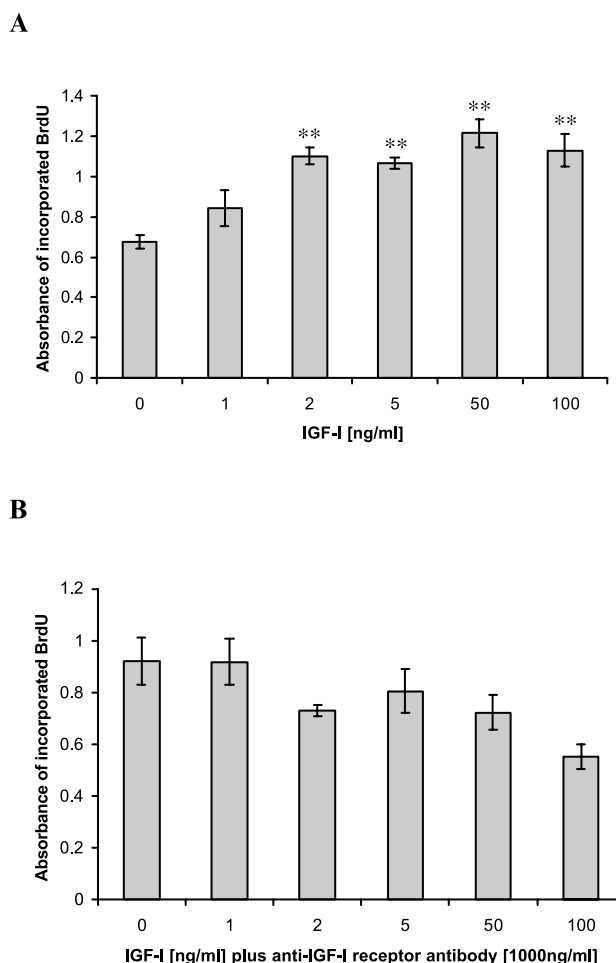 A
Absorbance of incorporated BrdU
1.4
1.2
1
0.8
0.6
0.4
0.2
0
**
**
**
**
0 1 2 5 50 100
IGF-I [ng/ml]
B
Absorbance of incorporated BrdU
1.2
1
0.8
0.6
0.4
0.2
0
0 1 2 5 50 100
IGF-I [ng/ml] plus anti-IGF-I receptor antibody [1000ng/ml]